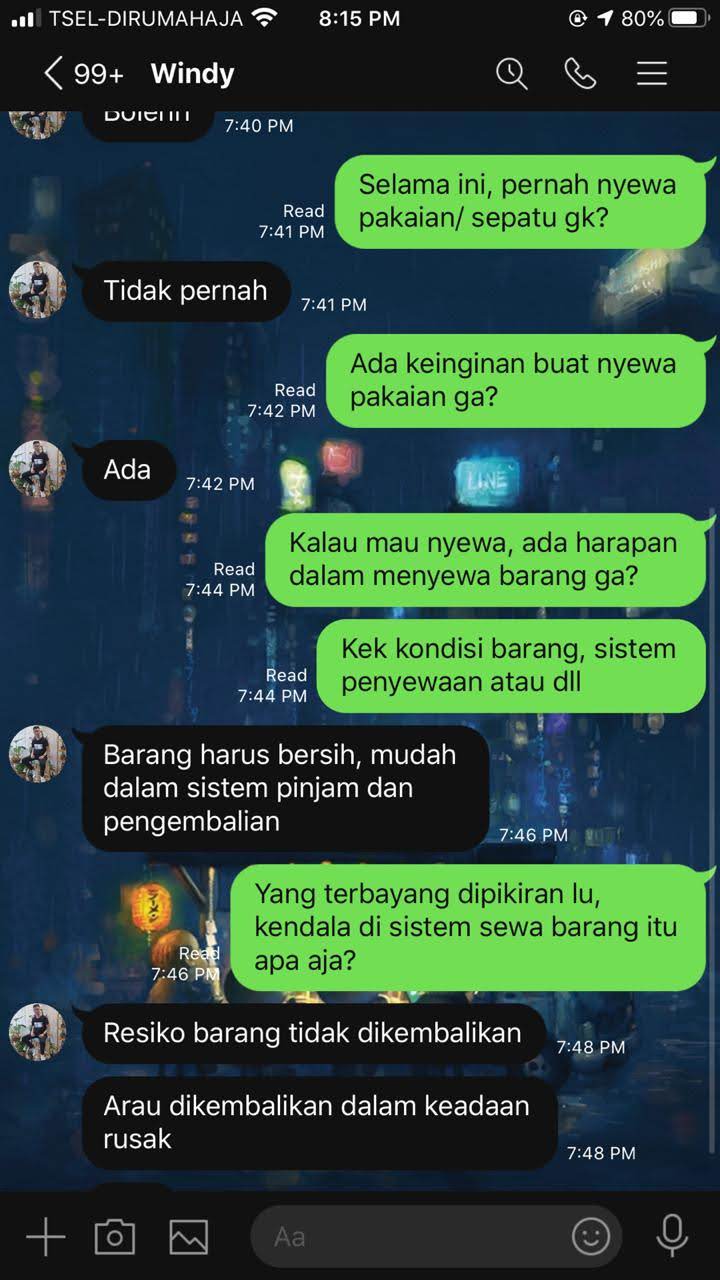 TSEL-DIRUMAHAJA
8:15 PM
80%
99+ Windy
7:40 PM
Selama ini, pernah nyewa
pakaian/ sepatu gk?
Read
7:41 PM
Tidak pernah
7:41 PM
Ada keinginan buat nyewa
pakaian ga?
Read
7:42 PM
Ada
7:42 PM
LINE
Kalau mau nyewa, ada harapan
dalam menyewa barang ga?
Read
7:44 PM
Kek kondisi barang, sistem
penyewaan atau dll
Read
7:44 PM
Barang harus bersih, mudah
dalam sistem pinjam dan
pengembalian
7:46 PM
Yang terbayang dipikiran lu,
kendala di sistem sewa barang itu
apa aja?
Read
7:46 PM
ラーメン
Resiko barang tidak dikembalikan
7:48 PM
Arau dikembalikan dalam keadaan
rusak
7:48 PM
Aa